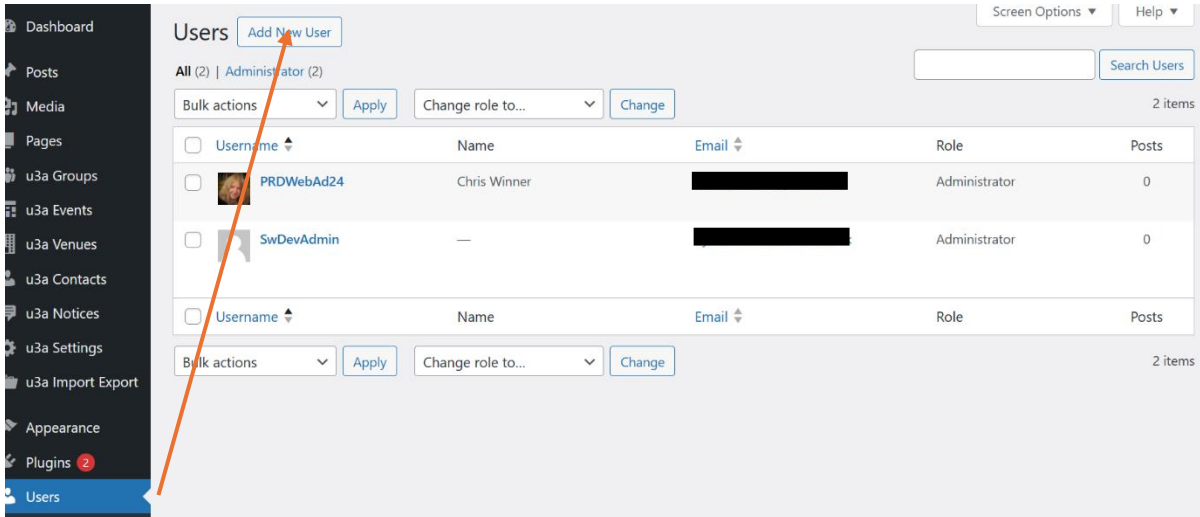 Dashboard
Posts
Media
Pages
u3a Groups
u3a Events
u3a Venues
u3a Contacts
u3a Notices
u3a Settings
u3a Import Export
Appearance
Plugins 2
Users
Screen Options ▼ Help ▼
Users Add New User
All (2) | Administrator (2)
Search Users
Bulk actions Apply Change role to... Change 2 items
Username Name Email Role Posts
PRDWebAd24 Chris Winner Administrator 0
SwDevAdmin — Administrator 0
Username Name Email Role Posts
Bulk actions Apply Change role to... Change 2 items